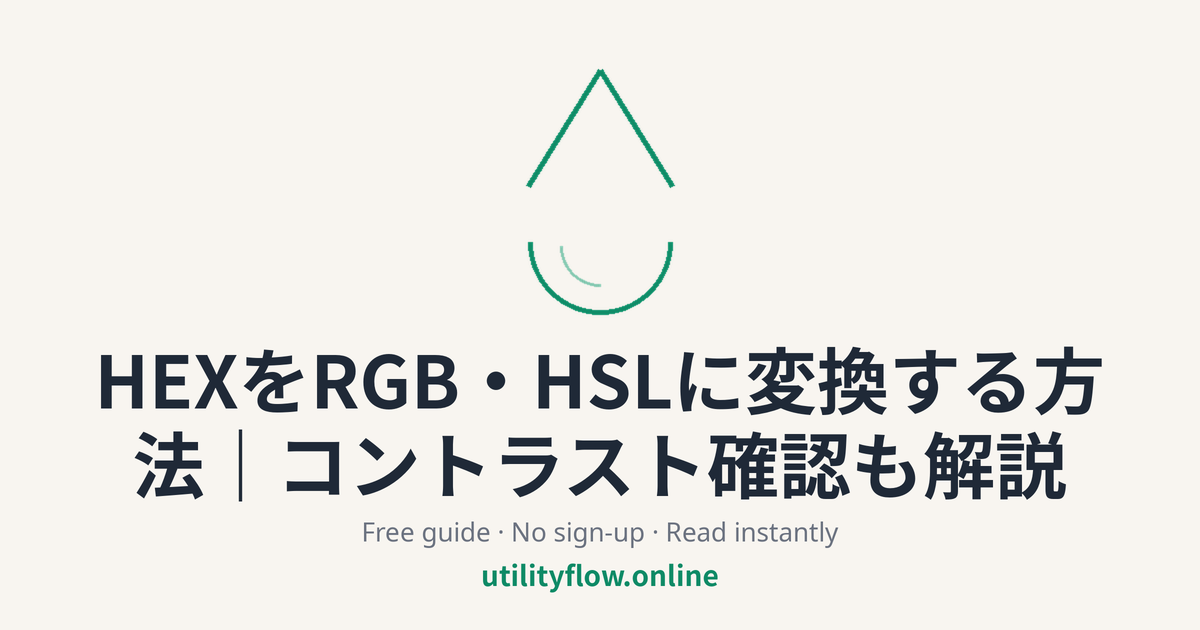 HEXをRGB・HSLに変換する方
法｜コントラスト確認も解説
Free guide · No sign-up · Read instantly
utilityflow.online